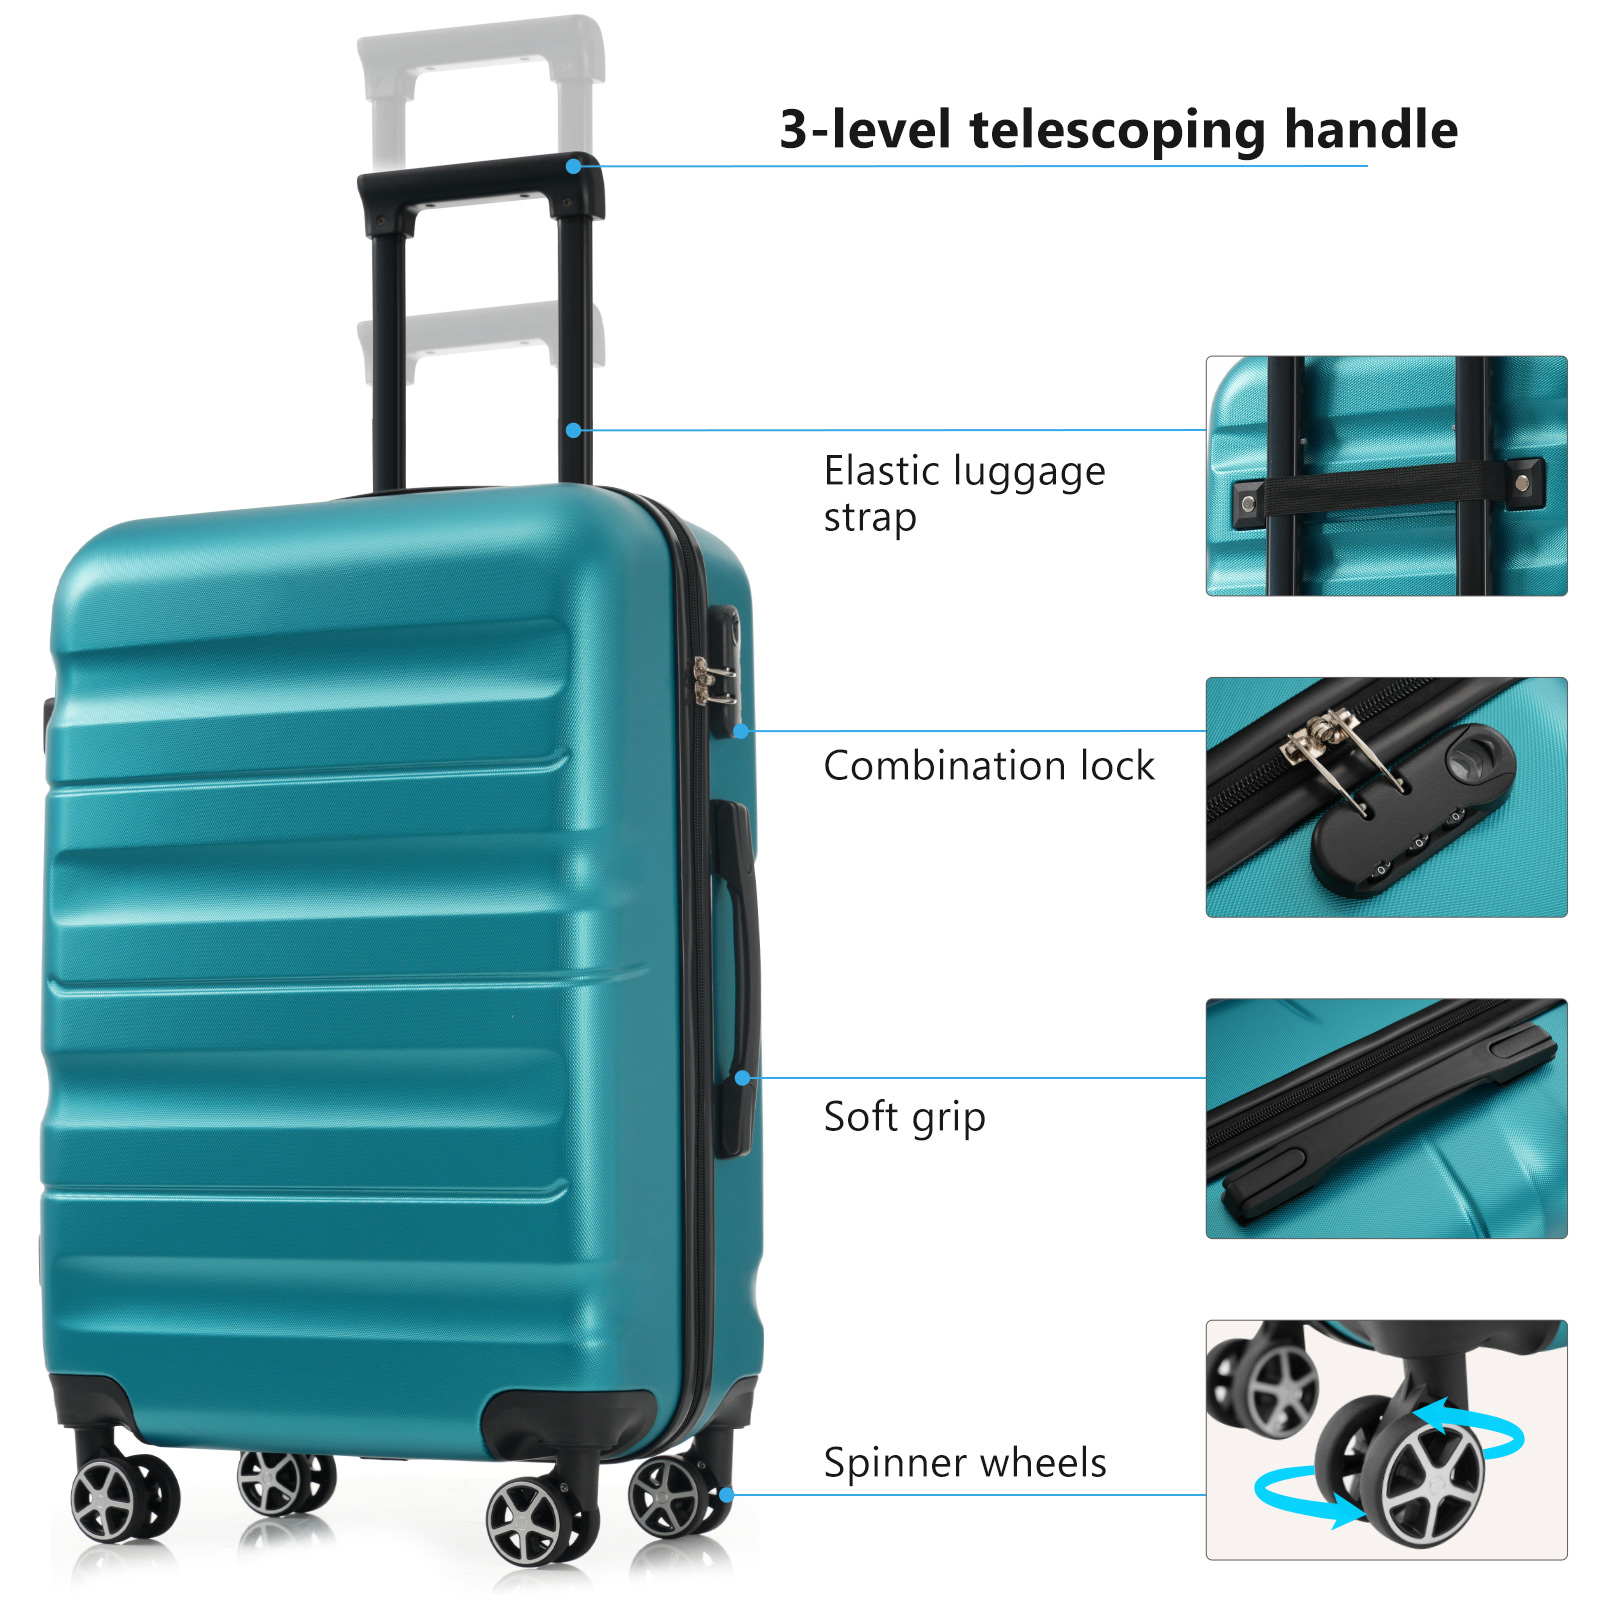 3-level telescoping handle
Elastic luggage
strap
Combination lock
Soft grip
Spinner wheels